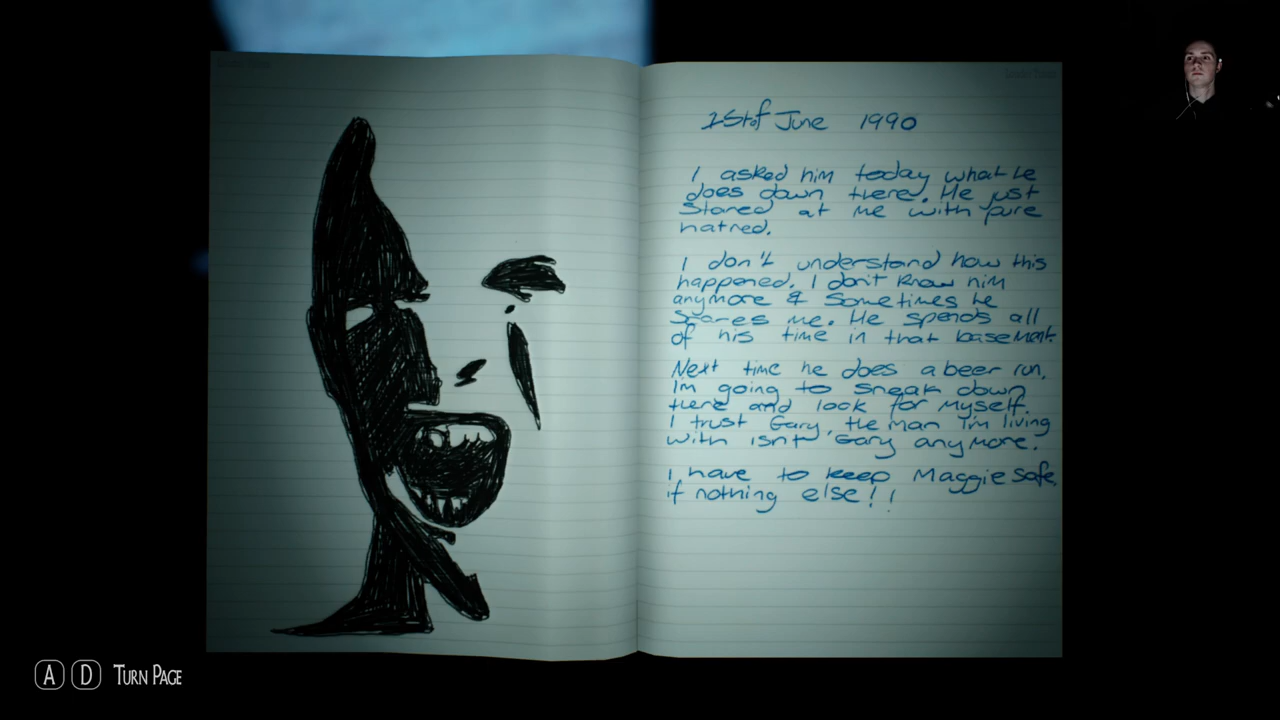 1st of June 1990
I asked him today what he
does down there. He just
stared at me with pure
hatred.
I don't understand how this
happened. I don't know him
anymore & sometimes he
scares me. He spends all
of his time in that basement.
Next time he does a beer run,
I'm going to sneak down
there and look for myself.
I trust Gary, the man I'm living
with isn't Gary anymore.
I have to keep Maggie safe,
if nothing else!!
A D TURN PAGE